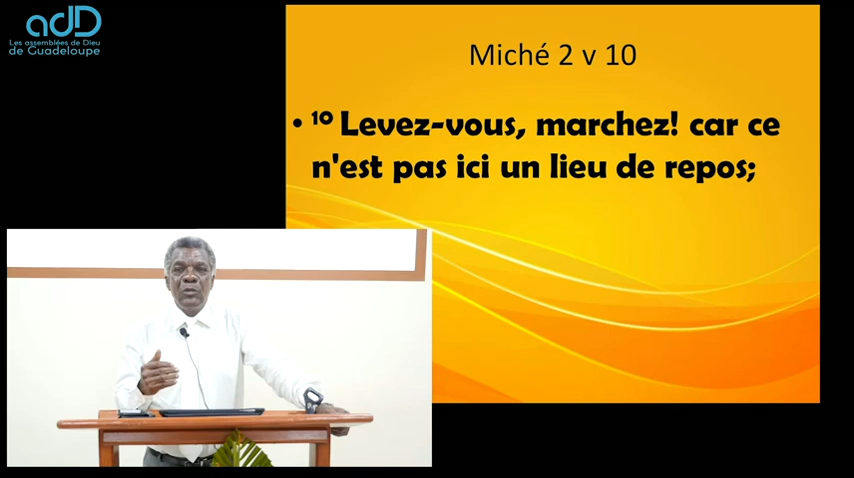 adD
Les assemblées de Dieu
de Guadeloupe
Miché 2 v 10
• 10 Levez-vous, marchez! car ce
n'est pas ici un lieu de repos;